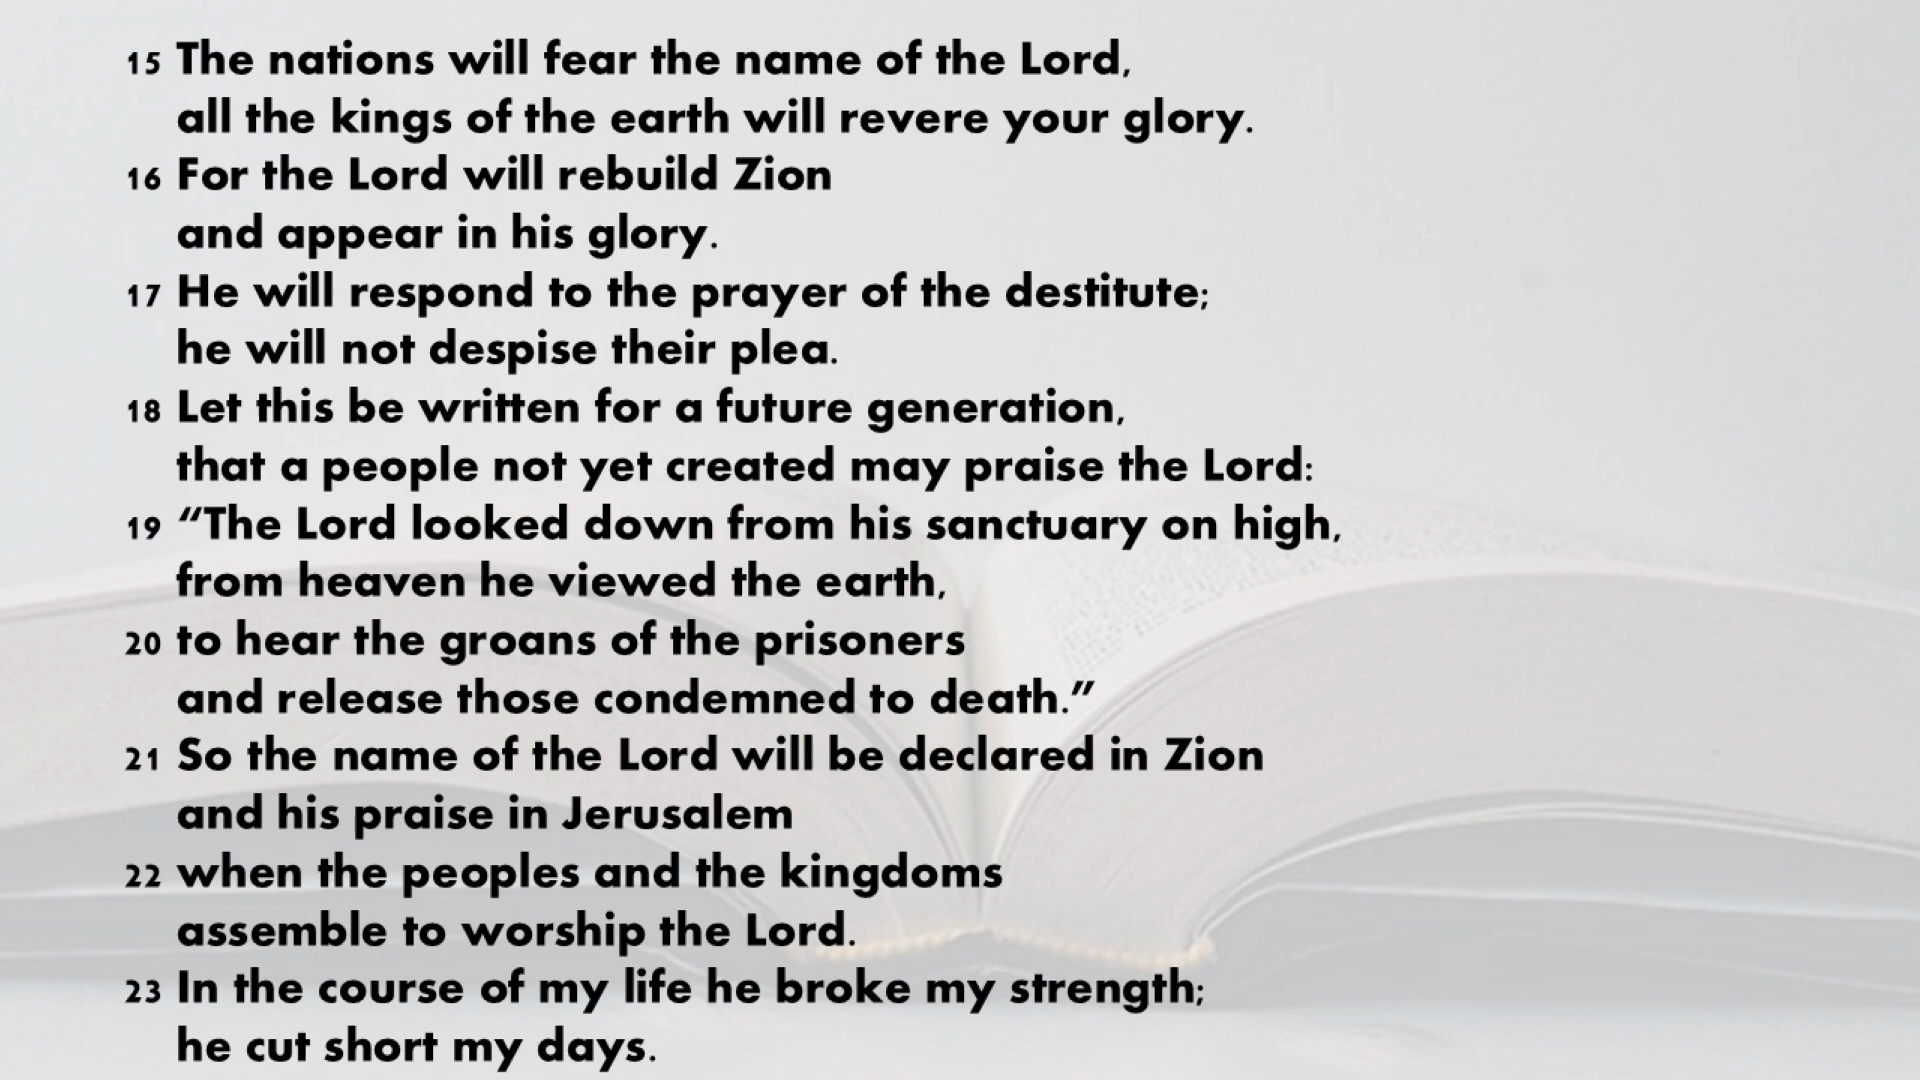 15 The nations will fear the name of the Lord,
all the kings of the earth will revere your glory.
16 For the Lord will rebuild Zion
and appear in his glory.
17 He will respond to the prayer of the destitute;
he will not despise their plea.
18 Let this be written for a future generation,
that a people not yet created may praise the Lord:
19 “The Lord looked down from his sanctuary on high,
from heaven he viewed the earth,
20 to hear the groans of the prisoners
and release those condemned to death.”
21 So the name of the Lord will be declared in Zion
and his praise in Jerusalem
22 when the peoples and the kingdoms
assemble to worship the Lord.
23 In the course of my life he broke my strength;
he cut short my days.